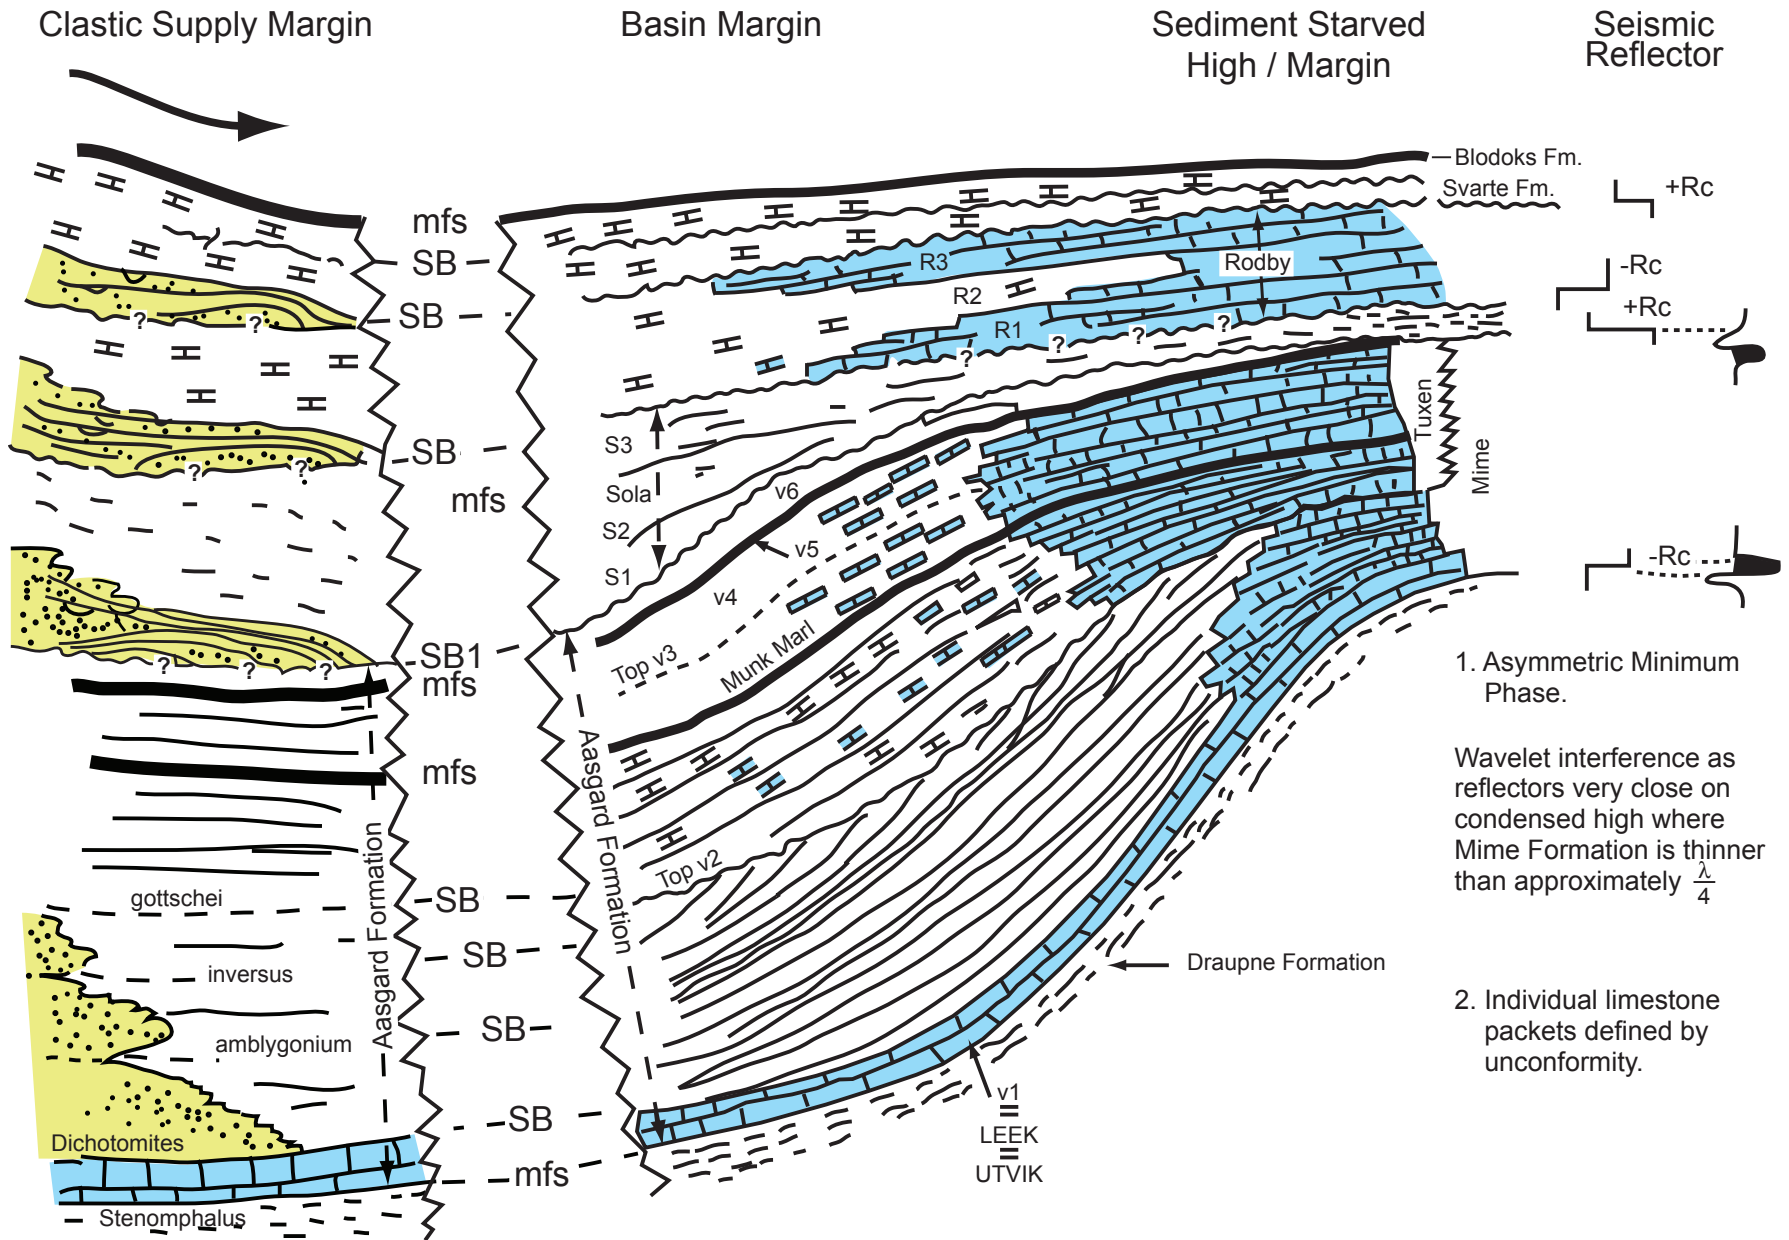 Clastic Supply Margin
Basin Margin
Sediment Starved
High / Margin
Seismic
Reflector
Blodoks Fm.
Svarte Fm.
+Rc
-Rc
+Rc
-Rc
mfs
SB
SB
SB
mfs
SB1
mfs
mfs
SB
SB
SB
SB
mfs
? ?
? ?
? ? ?
gottschei
inversus
amblygonium
Dichotomites
Stenomphalus
Aasgard Formation
R3
Rodby
R2
R1
? ? ? ?
S3
Sola
S2
S1
v6
v5
v4
Top v3
Munk Marl
Top v2
Aasgard Formation
Tuxen
Mime
Draupne Formation
v1
LEEK
UTVIK
1. Asymmetric Minimum
Phase.
Wavelet interference as
reflectors very close on
condensed high where
Mime Formation is thinner
than approximately λ/4
2. Individual limestone
packets defined by
unconformity.